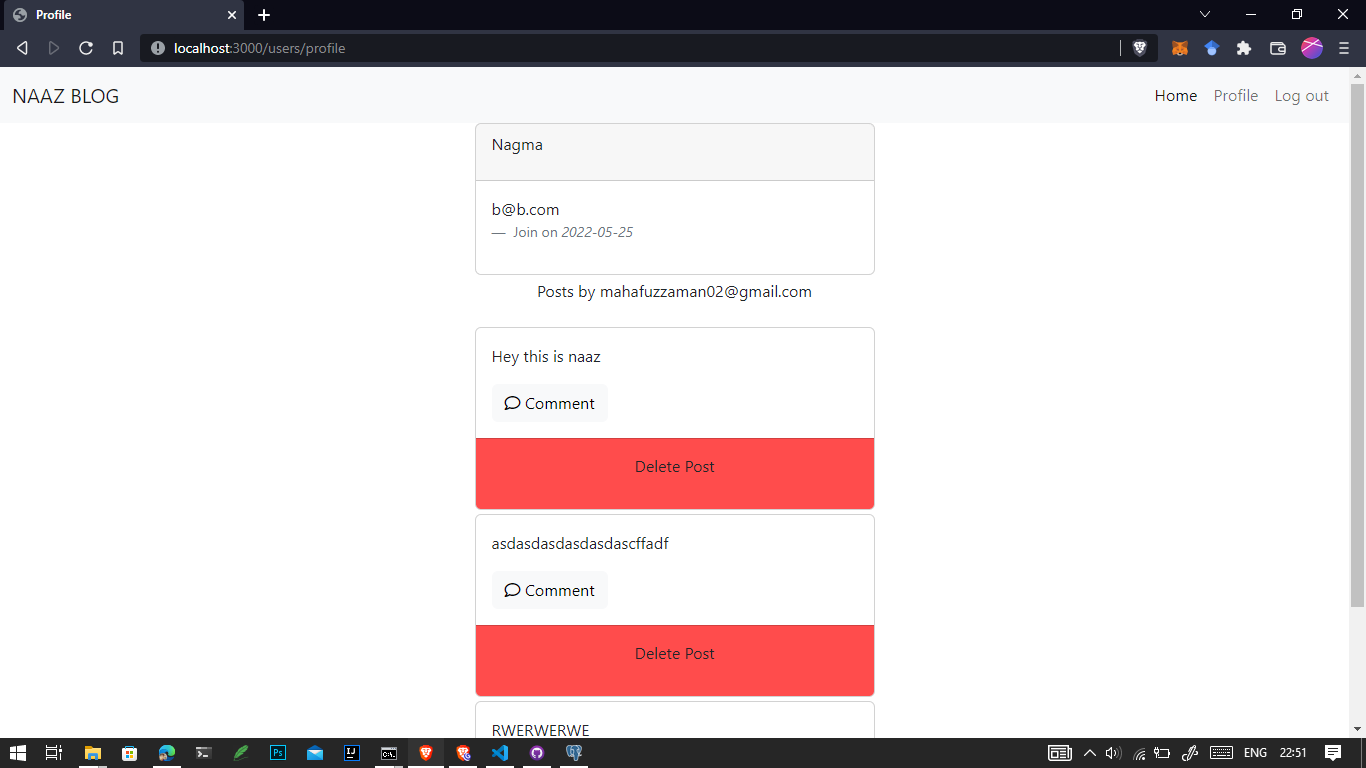 Profile
localhost:3000/users/profile
NAAZ BLOG
Home Profile Log out
Nagma
b@b.com
— Join on 2022-05-25
Posts by mahafuzzaman02@gmail.com
Hey this is naaz
Comment
Delete Post
asdasdasdasdasdascffadf
Comment
Delete Post
RWERWERWE
Ps
IJ
C:\.
ENG 22:51